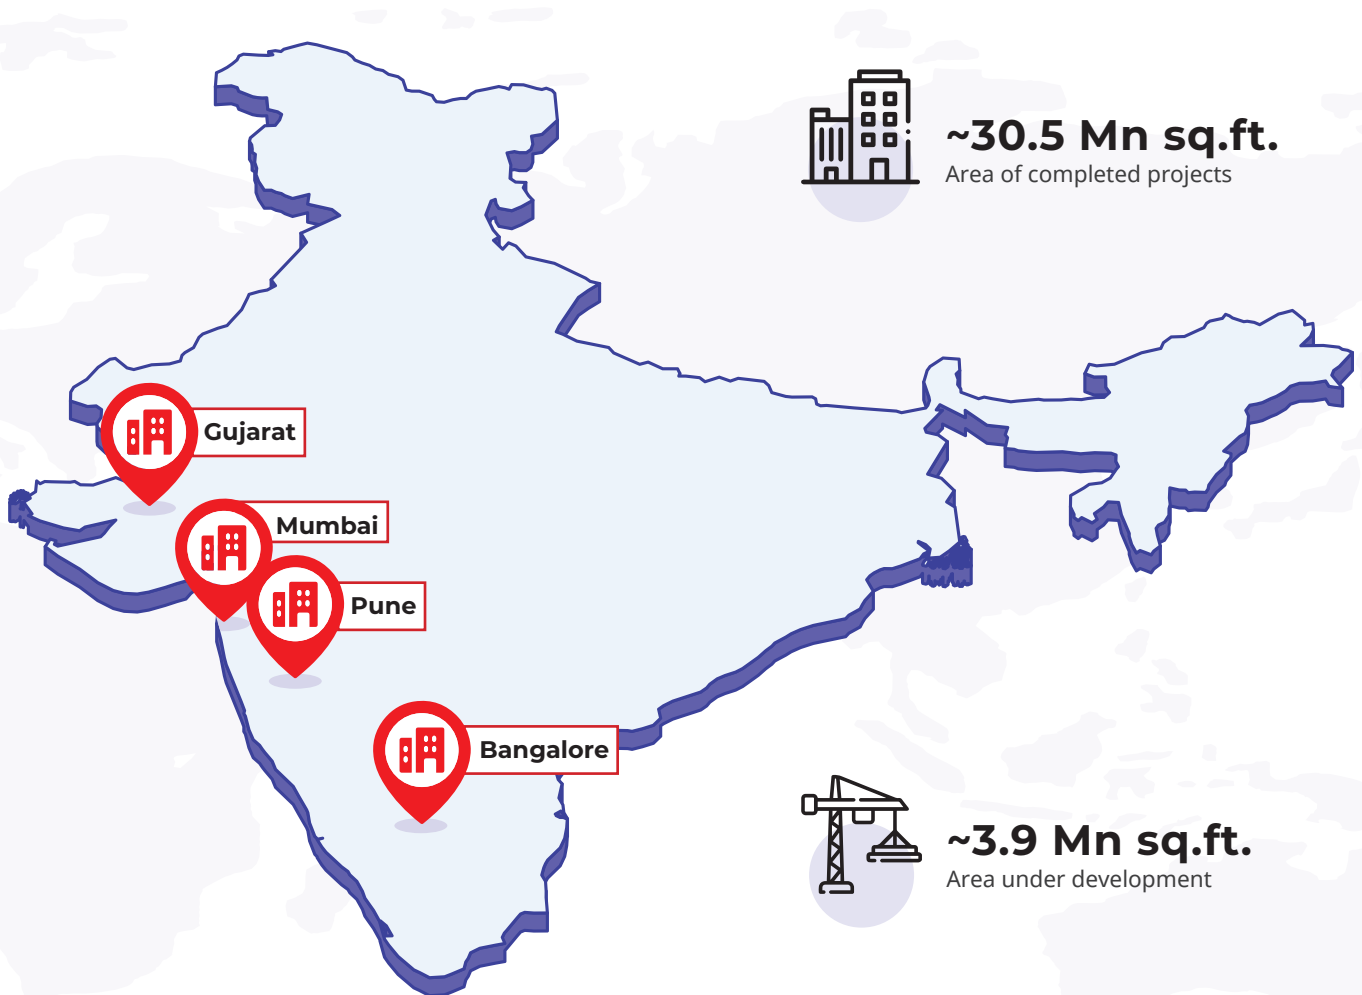 ~30.5 Mn sq.ft.
Area of completed projects
Gujarat
Mumbai
Pune
Bangalore
~3.9 Mn sq.ft.
Area under development